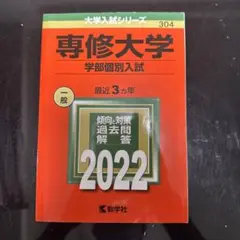 大学入試シリーズ
304
専修大学
学部個別入試
一般
最近3カ年
傾向と対策
過去問
解答
2022
教学社